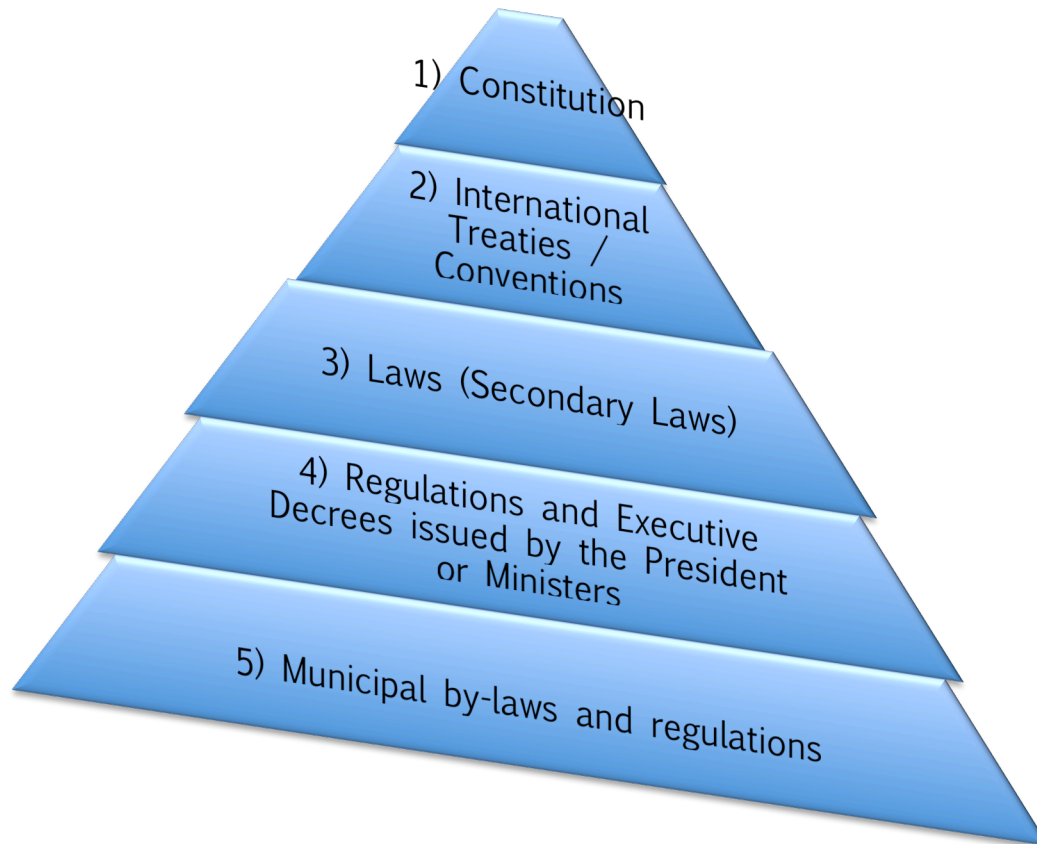 1) Constitution
2) International
Treaties /
Conventions
3) Laws (Secondary Laws)
4) Regulations and Executive
Decrees issued by the President
or Ministers
5) Municipal by-laws and regulations